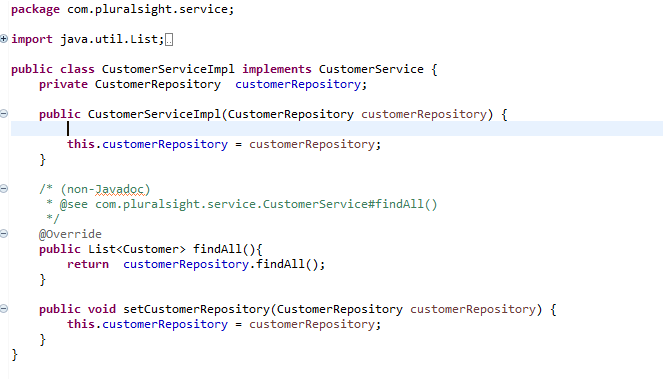 package com.pluralsight.service;
import java.util.List;
public class CustomerServiceImpl implements CustomerService {
private CustomerRepository  customerRepository;
public CustomerServiceImpl(CustomerRepository customerRepository) {
this.customerRepository = customerRepository;
}
/* (non-Javadoc)
* @see com.pluralsight.service.CustomerService#findAll()
*/
@Override
public List<Customer> findAll(){
return  customerRepository.findAll();
}
public void setCustomerRepository(CustomerRepository customerRepository) {
this.customerRepository = customerRepository;
}
}